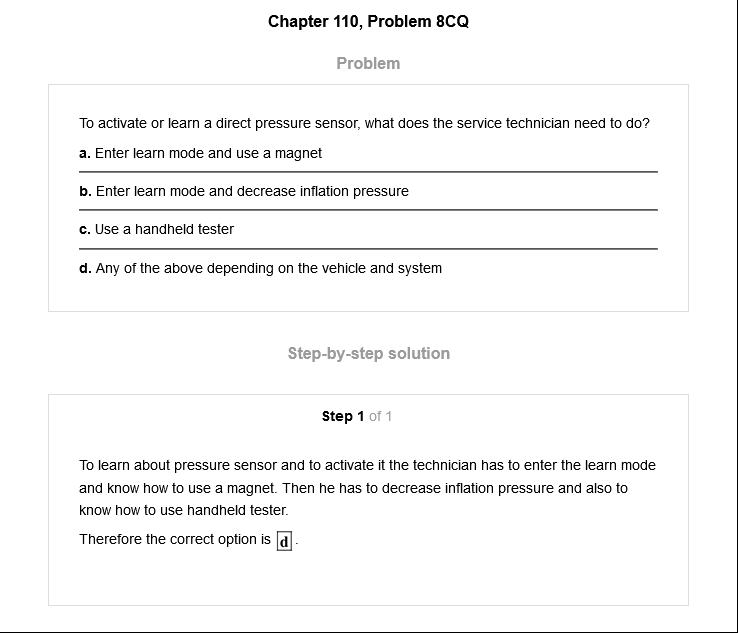 Chapter 110, Problem 8CQ
Problem
To activate or learn a direct pressure sensor, what does the service technician need to do?
a. Enter learn mode and use a magnet
b. Enter learn mode and decrease inflation pressure
c. Use a handheld tester
d. Any of the above depending on the vehicle and system
Step-by-step solution
Step 1 of 1
To learn about pressure sensor and to activate it the technician has to enter the learn mode
and know how to use a magnet. Then he has to decrease inflation pressure and also to
know how to use handheld tester.
Therefore the correct option is d .